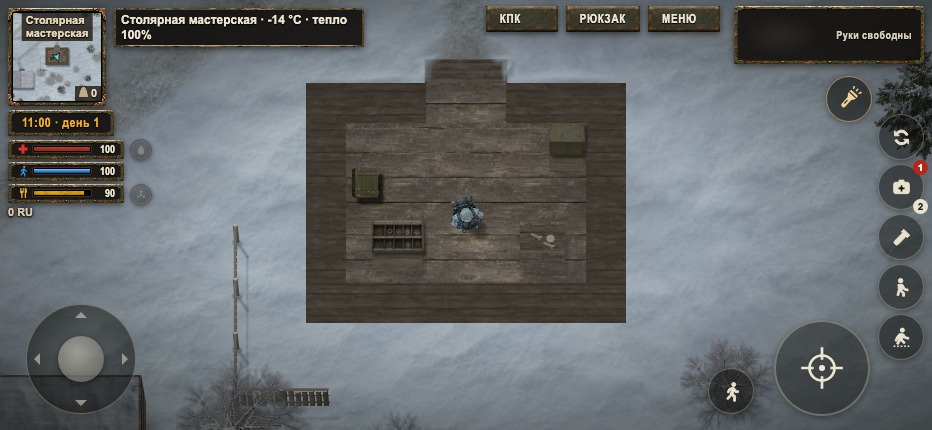 Столярная
мастерская
0
Столярная мастерская · -14 °C · тепло
100%
КПК
РЮКЗАК
МЕНЮ
Руки свободны
11:00 · день 1
100
100
90
0 RU
1
2